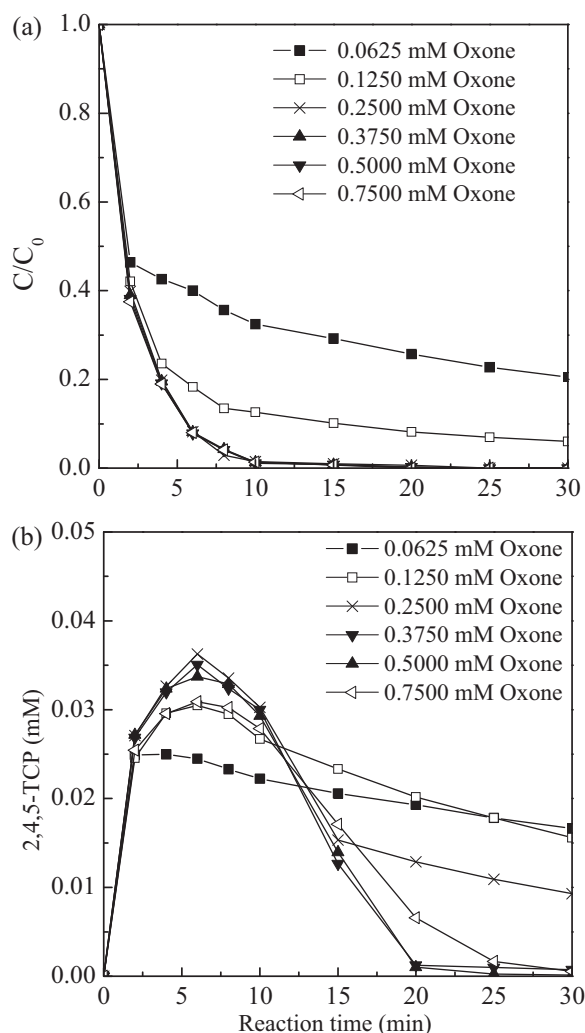 (a)
1.0
0.8
0.6
0.4
0.2
0.0
C/C0
0.0625 mM Oxone
0.1250 mM Oxone
0.2500 mM Oxone
0.3750 mM Oxone
0.5000 mM Oxone
0.7500 mM Oxone
0 5 10 15 20 25 30
(b)
0.05
0.04
0.03
0.02
0.01
0.00
2,4,5-TCP (mM)
0.0625 mM Oxone
0.1250 mM Oxone
0.2500 mM Oxone
0.3750 mM Oxone
0.5000 mM Oxone
0.7500 mM Oxone
0 5 10 15 20 25 30
Reaction time (min)